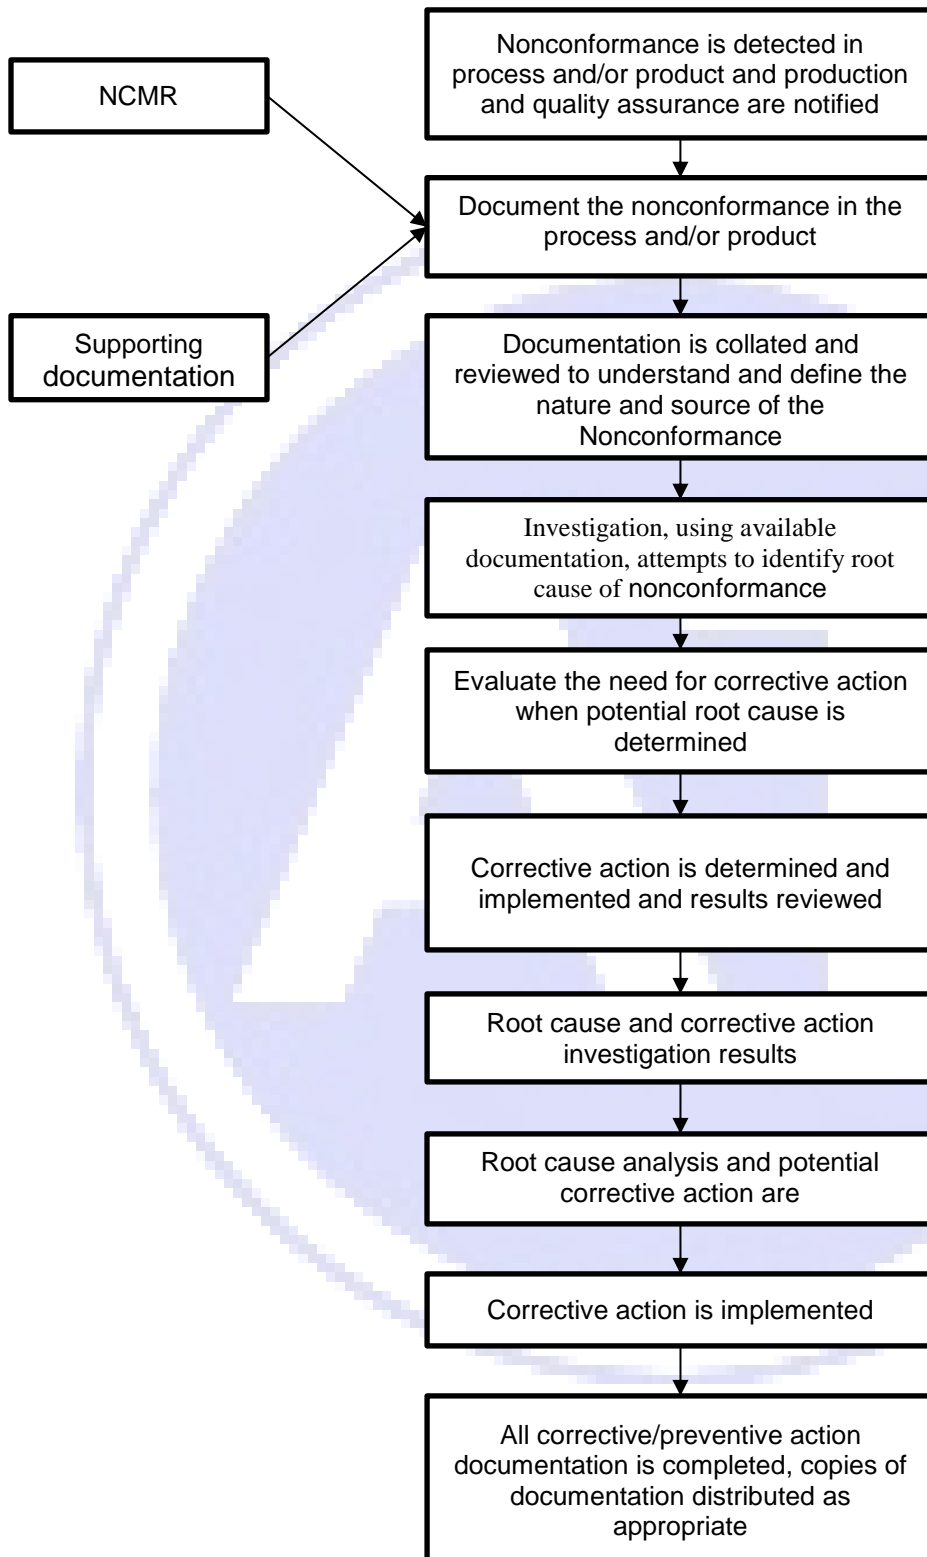 Nonconformance is detected in
process and/or product and production
and quality assurance are notified
NCMR
Document the nonconformance in the
process and/or product
Supporting
documentation
Documentation is collated and
reviewed to understand and define the
nature and source of the
Nonconformance
Investigation, using available
documentation, attempts to identify root
cause of nonconformance
Evaluate the need for corrective action
when potential root cause is
determined
Corrective action is determined and
implemented and results reviewed
Root cause and corrective action
investigation results
Root cause analysis and potential
corrective action are
Corrective action is implemented
All corrective/preventive action
documentation is completed, copies of
documentation distributed as
appropriate